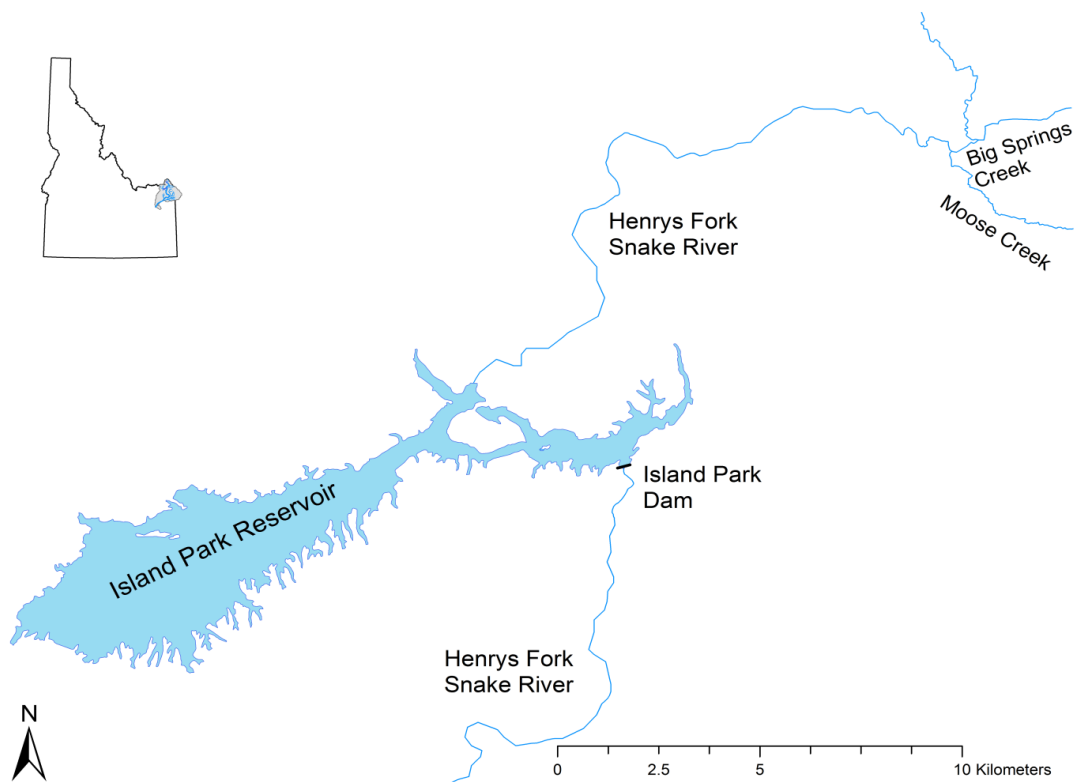 Big Springs
Creek
Moose Creek
Henrys Fork
Snake River
Island Park
Dam
Island Park Reservoir
Henrys Fork
Snake River
N
0 2.5 5 10 Kilometers